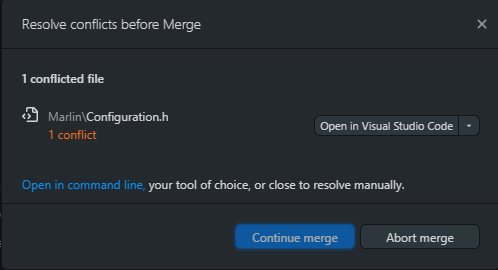 Resolve conflicts before Merge
1 conflicted file
Marlin\Configuration.h
Open in Visual Studio Code
1 conflict
Open in command line, your tool of choice, or close to resolve manually.
Continue merge
Abort merge